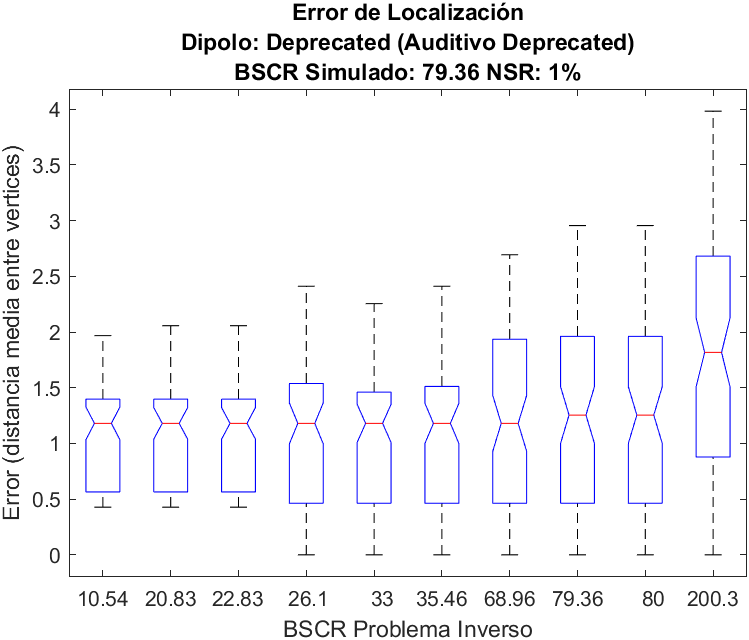 Error de Localización
Dipolo: Deprecated (Auditivo Deprecated)
BSCR Simulado: 79.36 NSR: 1%
Error (distancia media entre vertices)
4
3.5
3
2.5
2
1.5
1
0.5
0
10.54 20.83 22.83 26.1 33 35.46 68.96 79.36 80 200.3
BSCR Problema Inverso